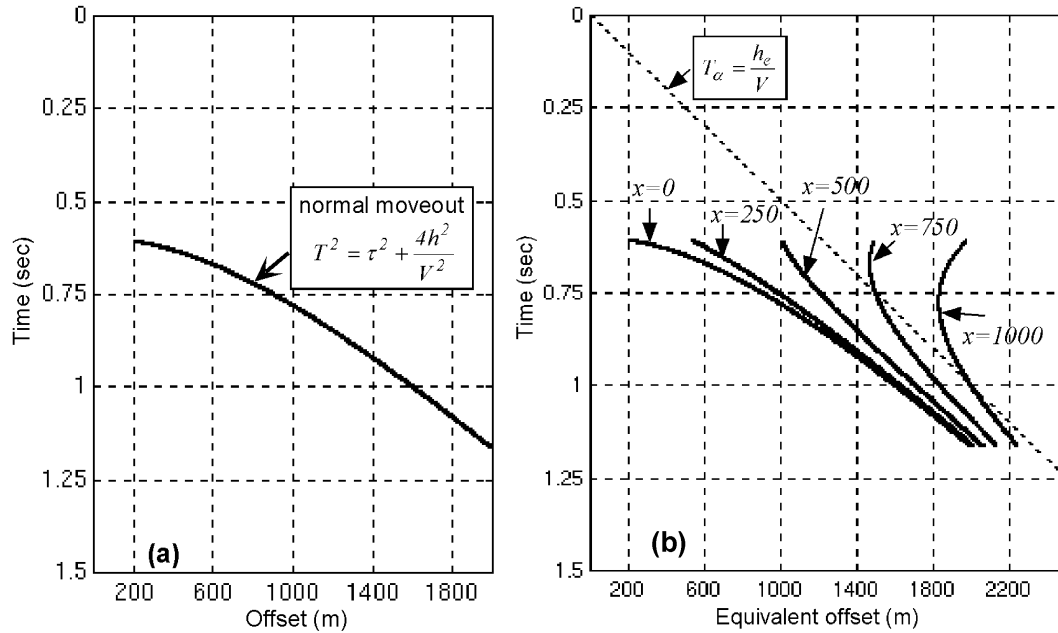 0
0.25
0.5
0.75
1
1.25
1.5
Time (sec)
normal moveout
T² = τ² + 4h²/V²
(a)
200 600 1000 1400 1800
Offset (m)
0
0.25
0.5
0.75
1
1.25
1.5
Time (sec)
T_α = h_e/V
x=0
x=250
x=500
x=750
x=1000
(b)
200 600 1000 1400 1800 2200
Equivalent offset (m)